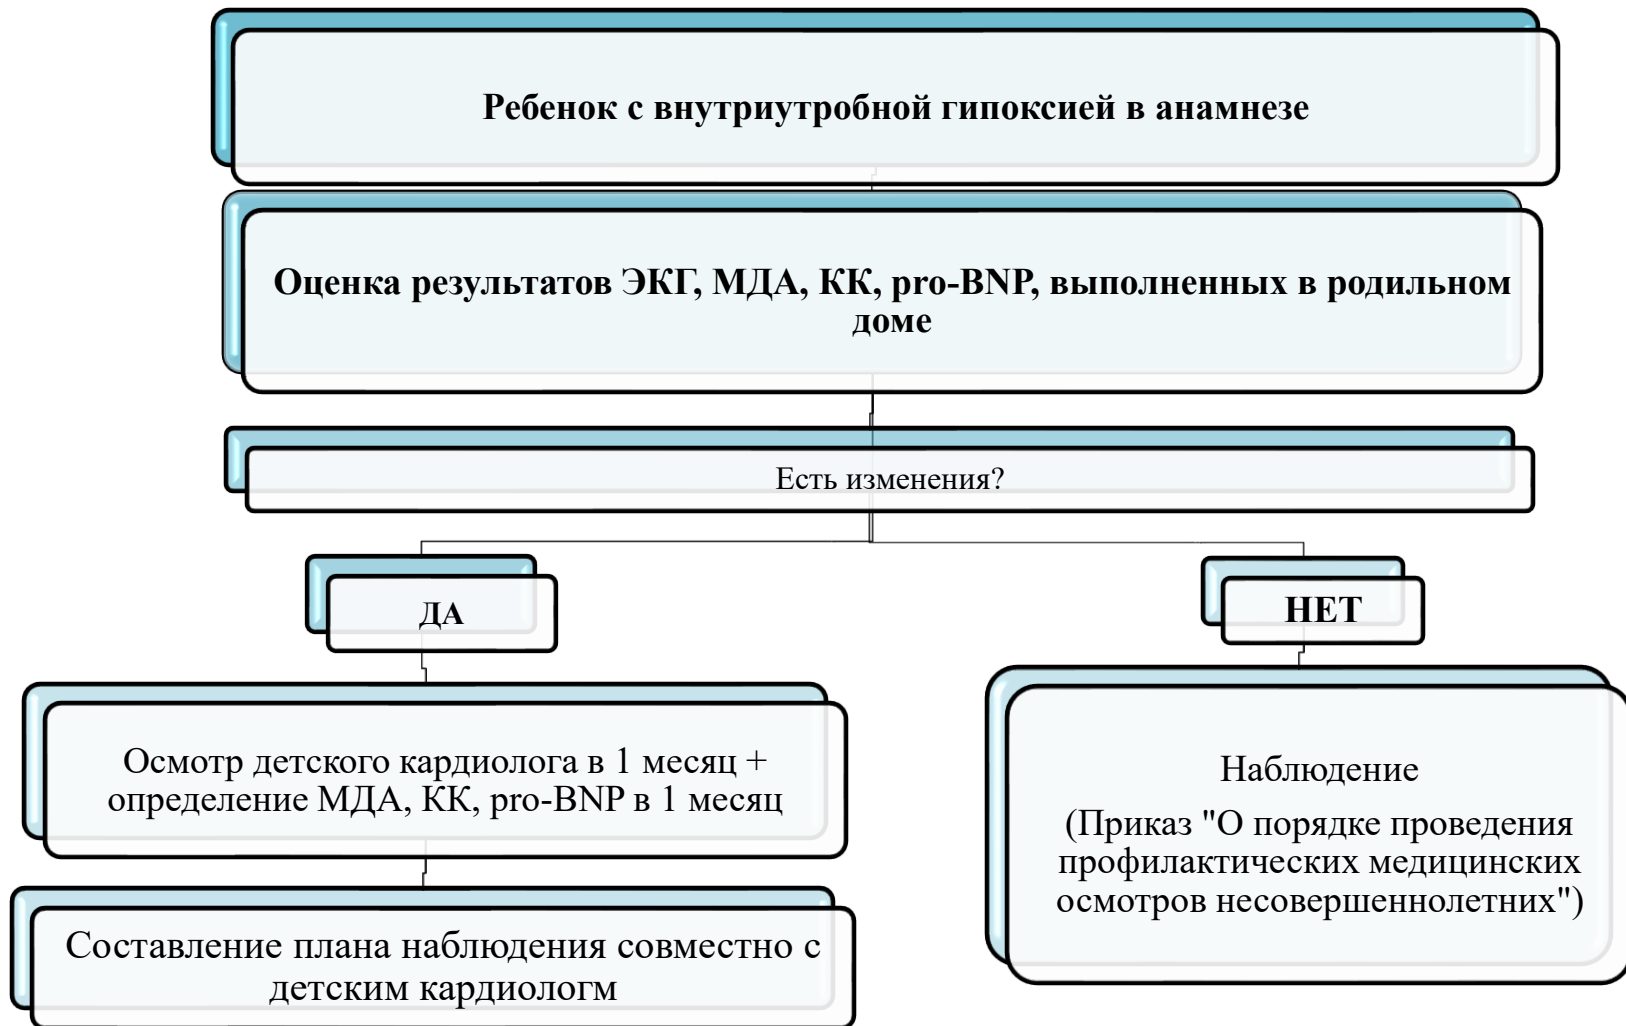 Ребенок с внутриутробной гипоксией в анамнезе
Оценка результатов ЭКГ, МДА, КК, pro-BNP, выполненных в родильном
доме
Есть изменения?
ДА
НЕТ
Осмотр детского кардиолога в 1 месяц +
определение МДА, КК, pro-BNP в 1 месяц
Составление плана наблюдения совместно с
детским кардиологм
Наблюдение
(Приказ "О порядке проведения
профилактических медицинских
осмотров несовершеннолетних")